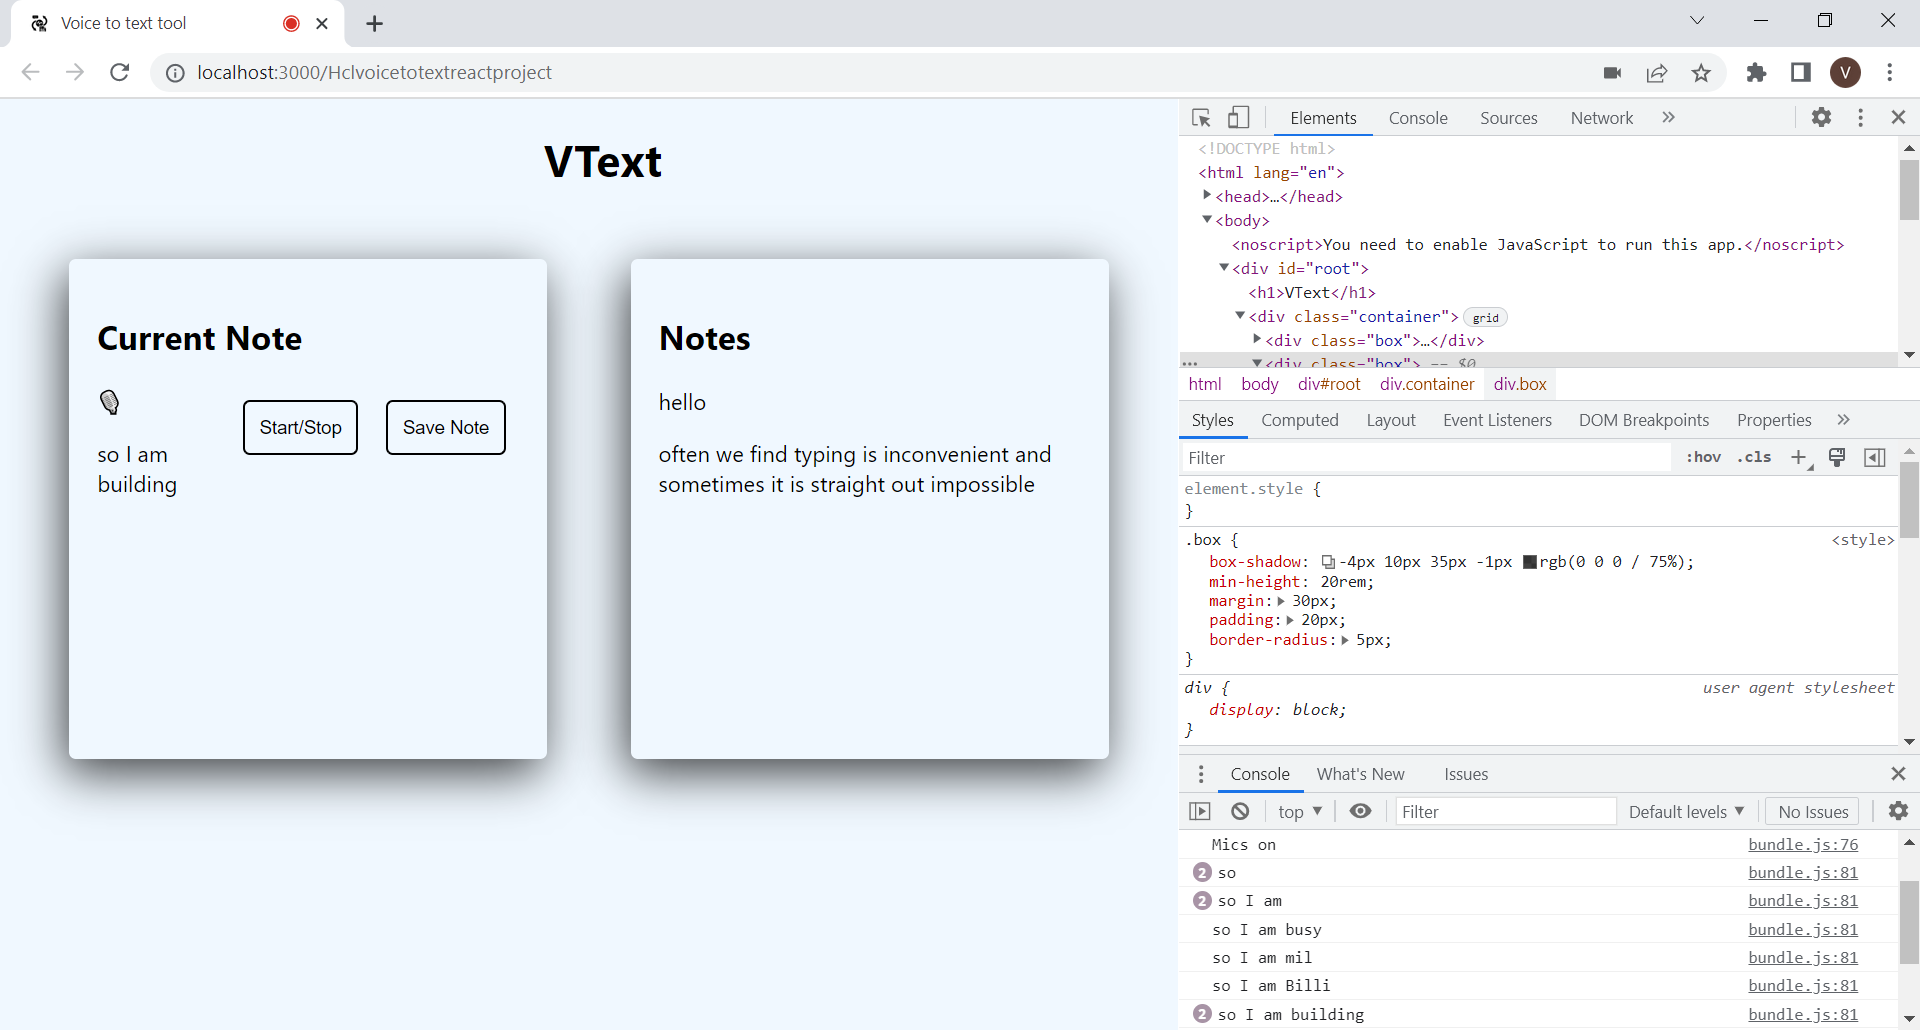 Voice to text tool
localhost:3000/Hclvoicetotextreactproject
V
VText
Current Note
Start/Stop
Save Note
so I am
building
Notes
hello
often we find typing is inconvenient and
sometimes it is straight out impossible
Elements Console Sources Network
<!DOCTYPE html>
<html lang="en">
<head>…</head>
<body>
<noscript>You need to enable JavaScript to run this app.</noscript>
<div id="root">
<h1>VText</h1>
<div class="container"> grid
<div class="box">…</div>
<div class="box"> == $0
html body div#root div.container div.box
Styles Computed Layout Event Listeners DOM Breakpoints Properties
Filter :hov .cls
element.style {
}
.box { <style>
box-shadow: -4px 10px 35px -1px rgb(0 0 0 / 75%);
min-height: 20rem;
margin: 30px;
padding: 20px;
border-radius: 5px;
}
div { user agent stylesheet
display: block;
}
Console What's New Issues
top Filter Default levels No Issues
Mics on bundle.js:76
2 so bundle.js:81
2 so I am bundle.js:81
so I am busy bundle.js:81
so I am mil bundle.js:81
so I am Billi bundle.js:81
2 so I am building bundle.js:81